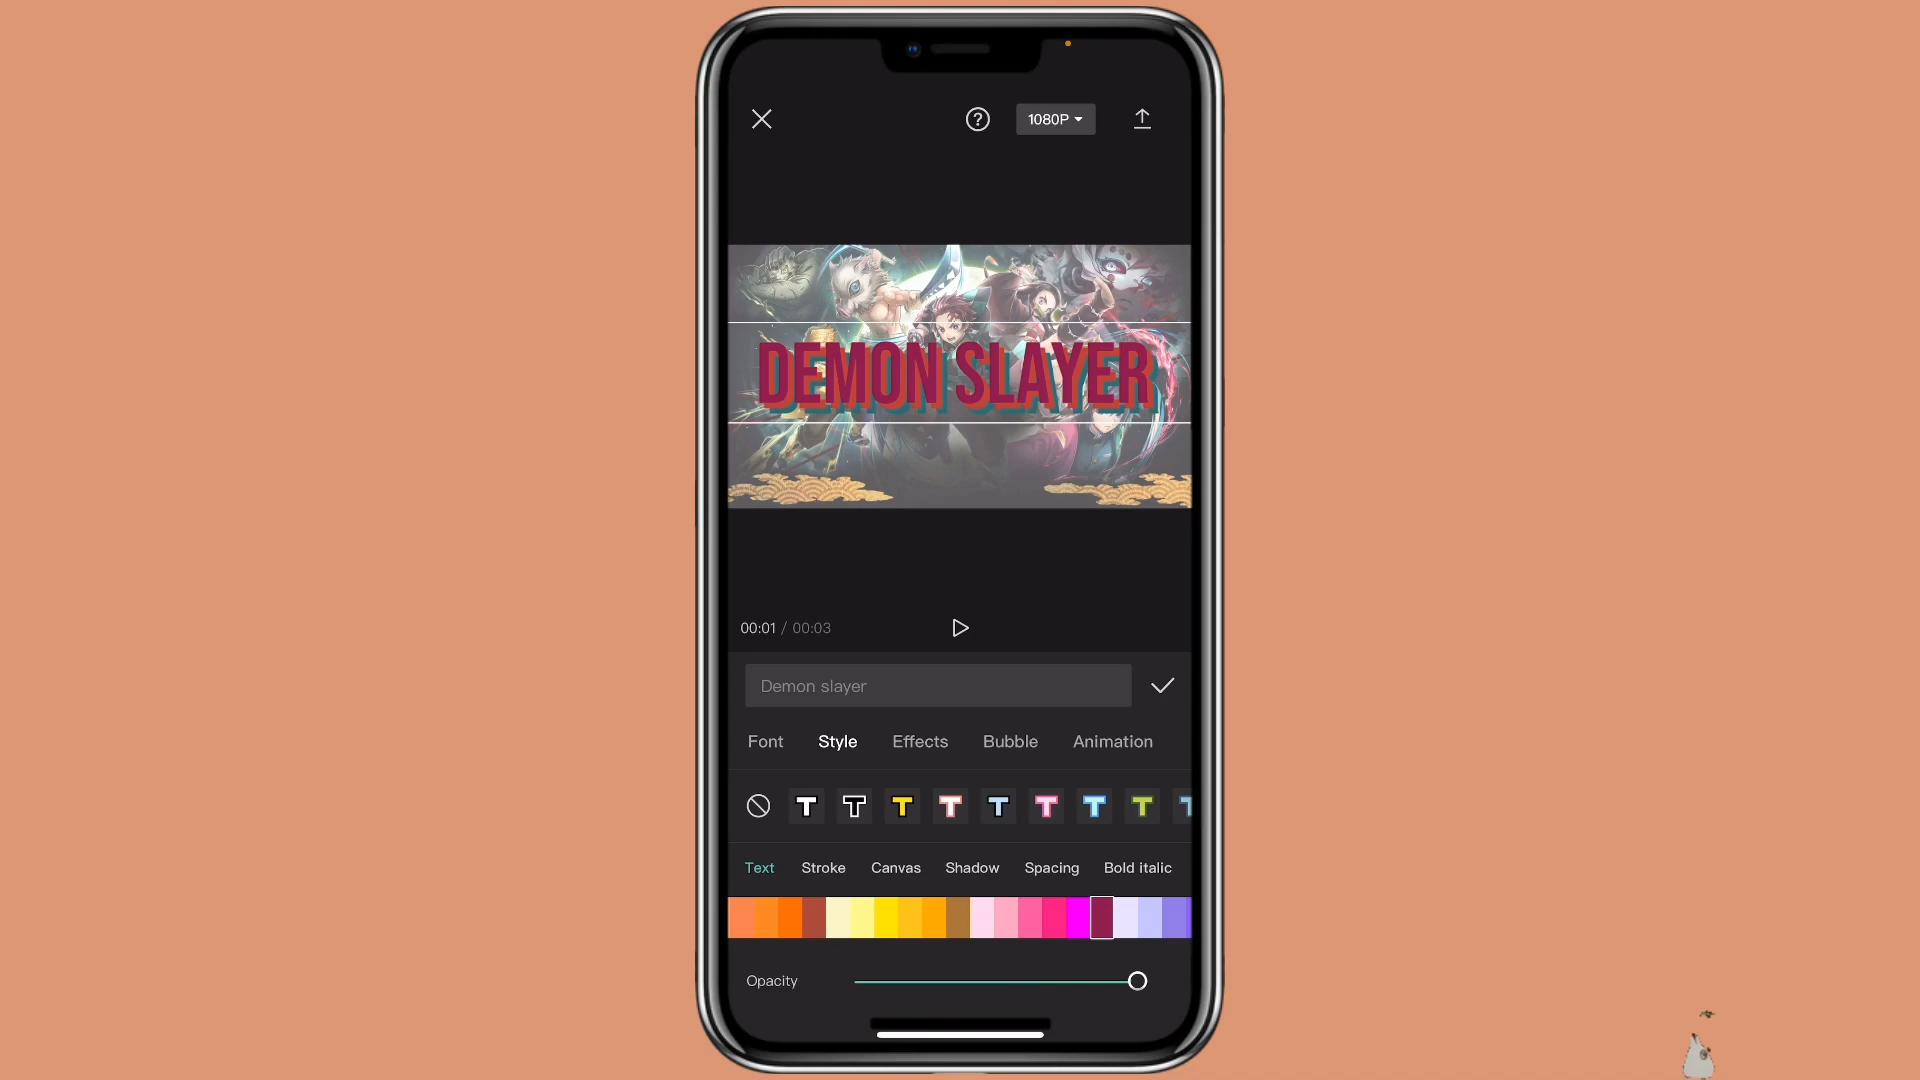 1080P
DEMON SLAYER
00:01 / 00:03
Demon slayer
Font Style Effects Bubble Animation
T T T T T T T T T
Text Stroke Canvas Shadow Spacing Bold italic
Opacity